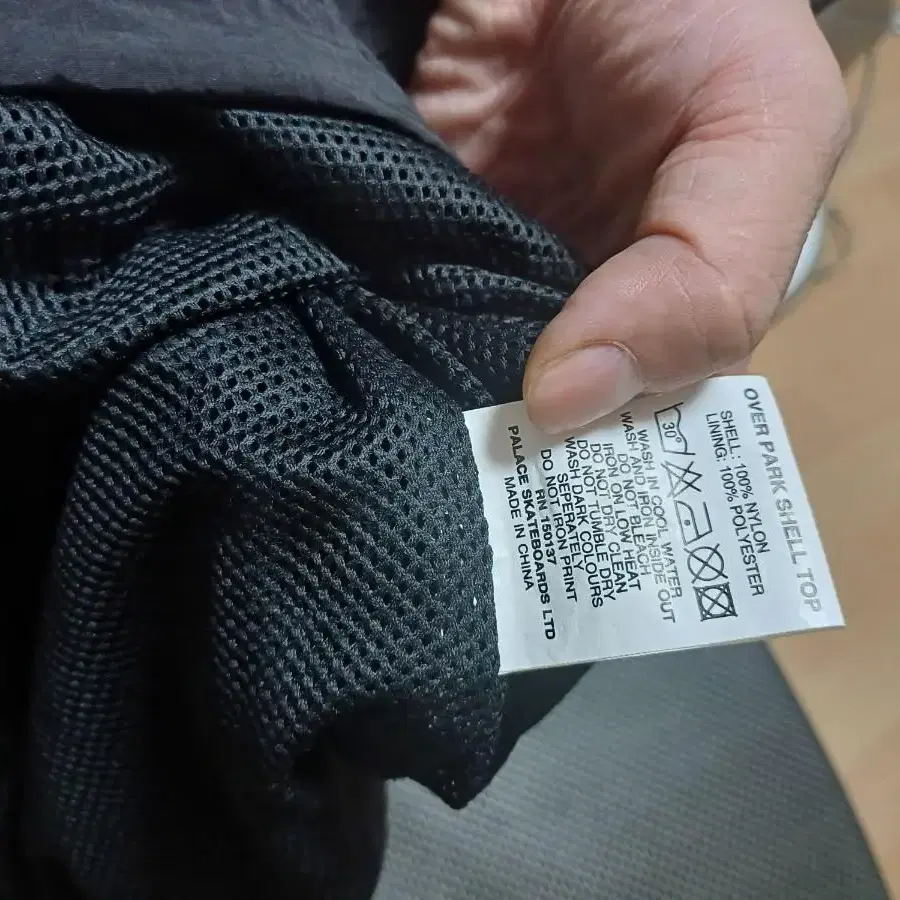 OVER PARK SHELL TOP
SHELL: 100% NYLON
LINING: 100% POLYESTER
30°
WASH IN COOL WATER
WASH AND IRON INSIDE OUT
DO NOT BLEACH
IRON ON LOW HEAT
DO NOT DRY CLEAN
DO NOT TUMBLE DRY
WASH DARK COLOURS
SEPERATELY
DO NOT IRON PRINT
RN 150137
PALACE SKATEBOARDS LTD
MADE IN CHINA